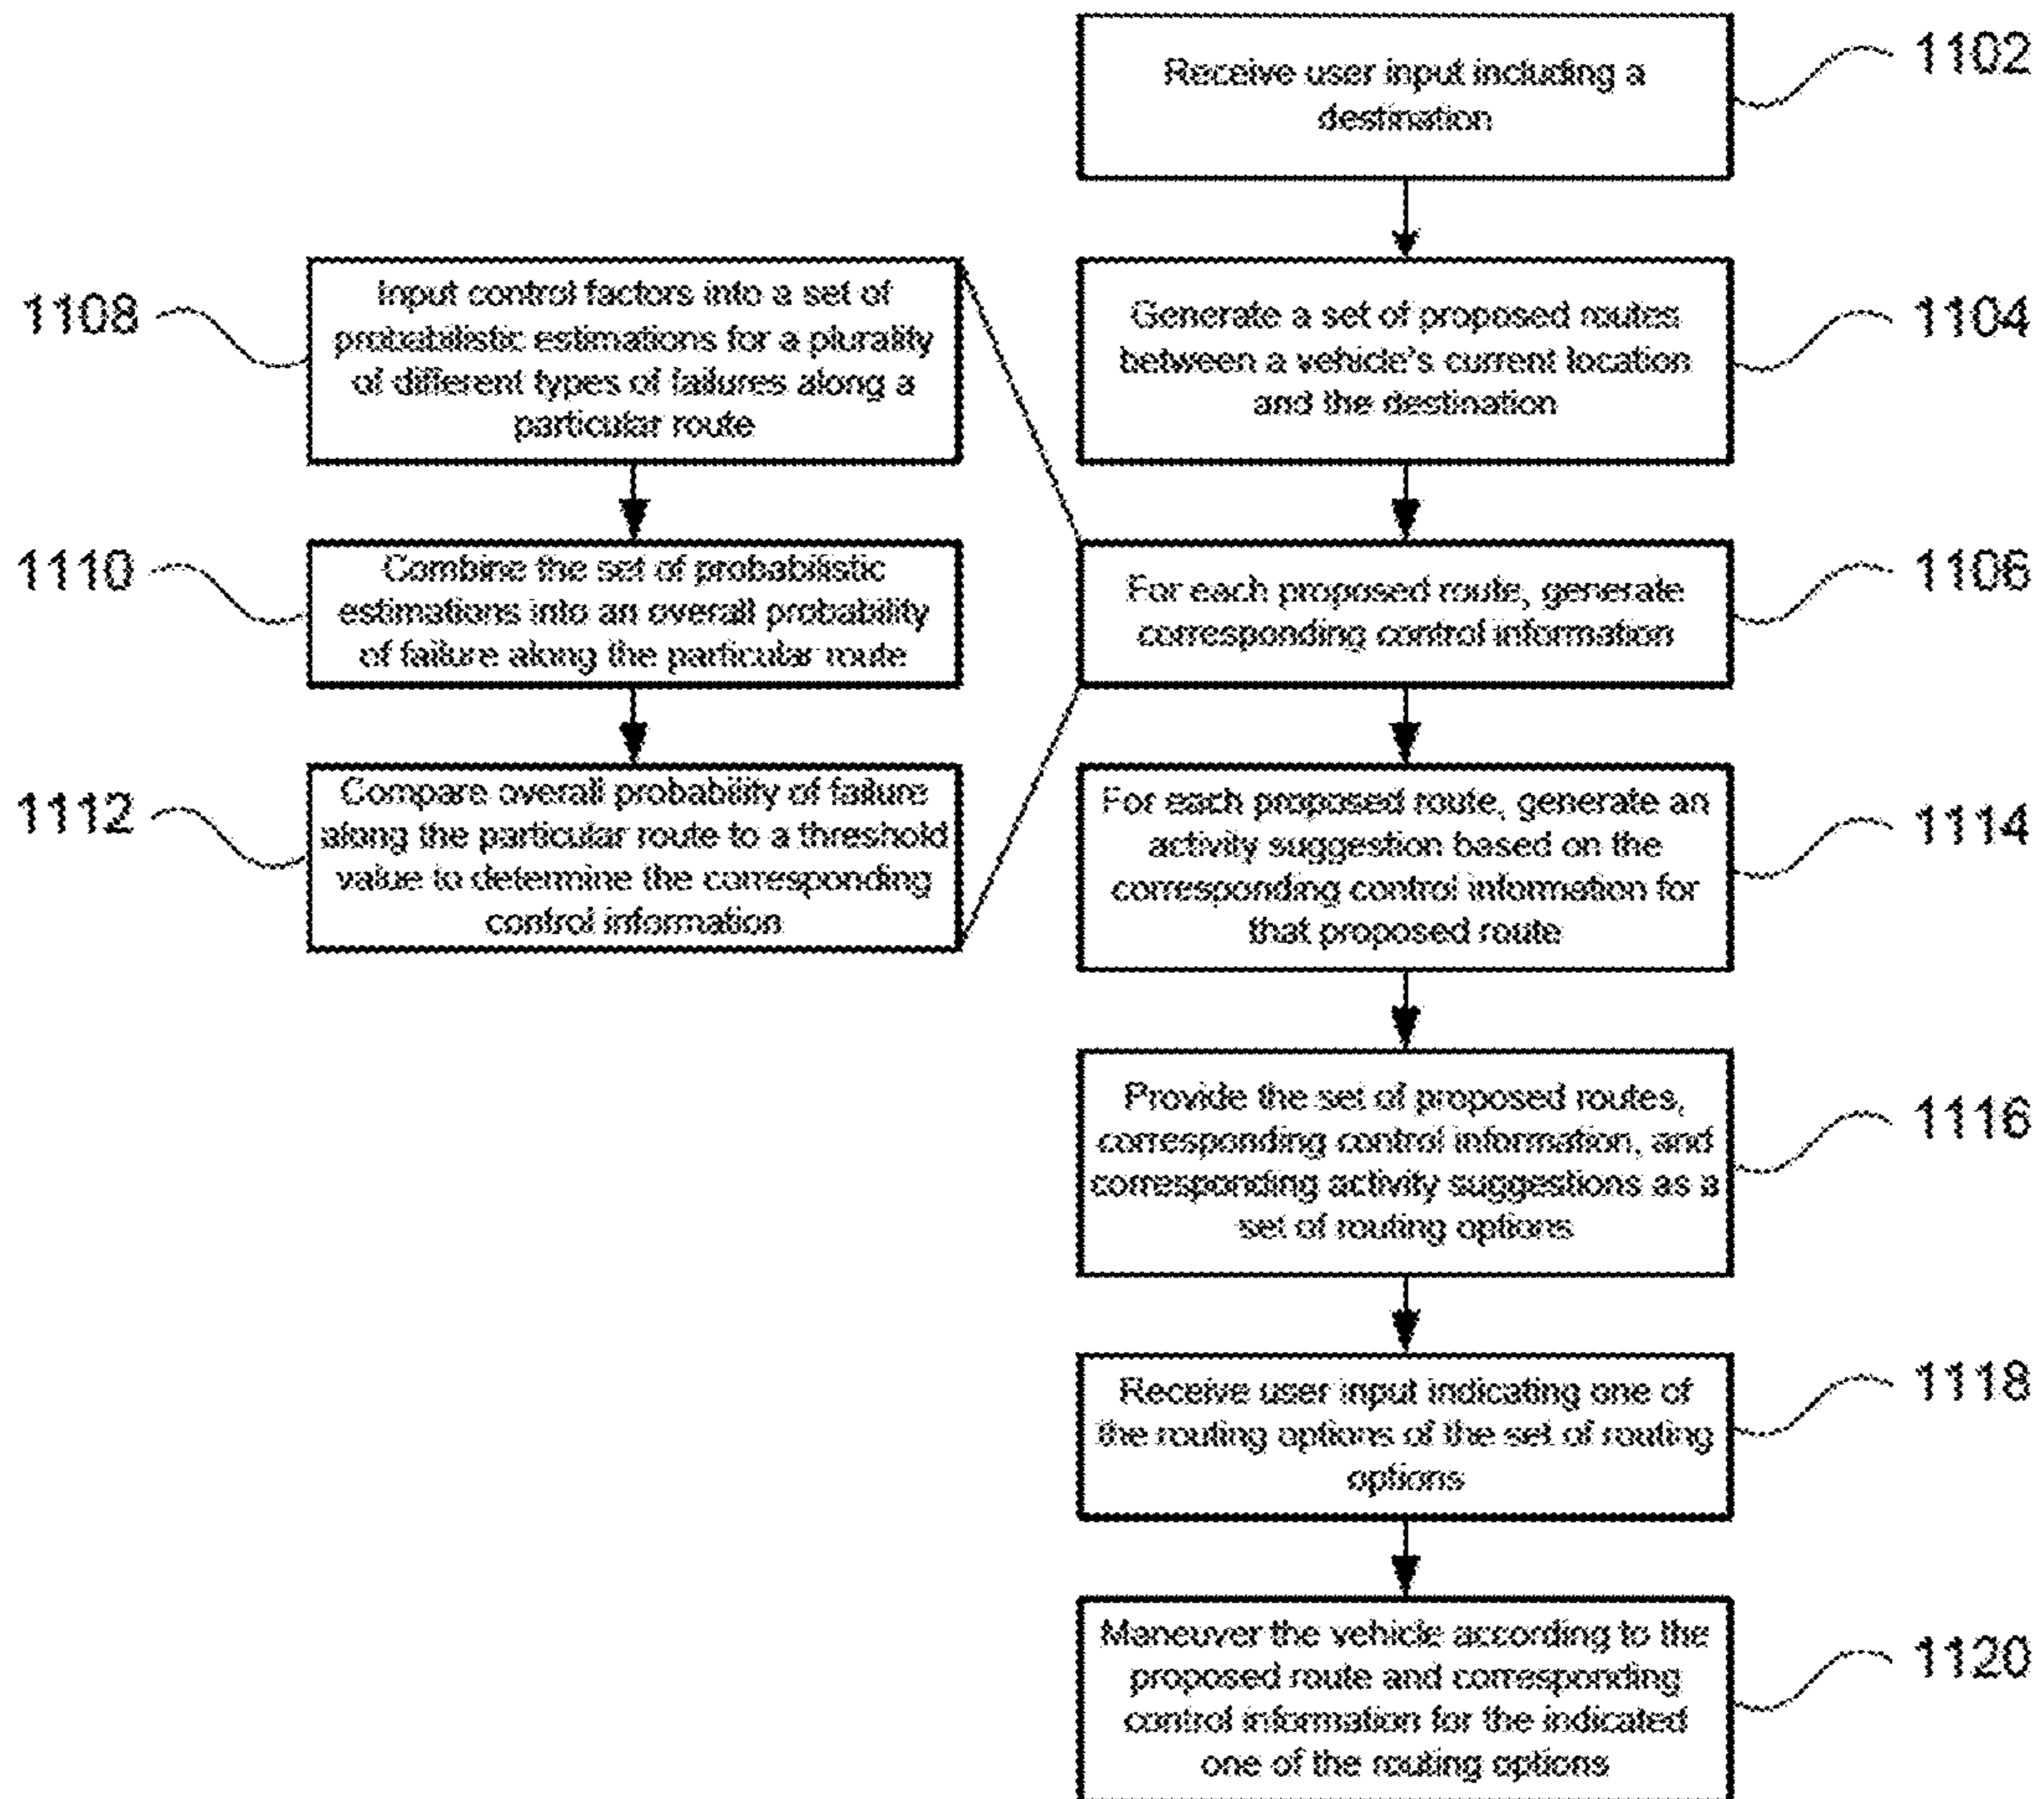 Receive user input including a
destination
1102
Generate a set of proposed routes
between a vehicle's current location
and the destination
1104
For each proposed route, generate
corresponding control information
1106
1108
Input control factors into a set of
probabilistic estimations for a plurality
of different types of failures along a
particular route
1110
Combine the set of probabilistic
estimations into an overall probability
of failure along the particular route
1112
Compare overall probability of failure
along the particular route to a threshold
value to determine the corresponding
control information
For each proposed route, generate an
activity suggestion based on the
corresponding control information for
that proposed route
1114
Provide the set of proposed routes,
corresponding control information, and
corresponding activity suggestions as a
set of routing options
1116
Receive user input indicating one of
the routing options of the set of routing
options
1118
Maneuver the vehicle according to the
proposed route and corresponding
control information for the indicated
one of the routing options
1120